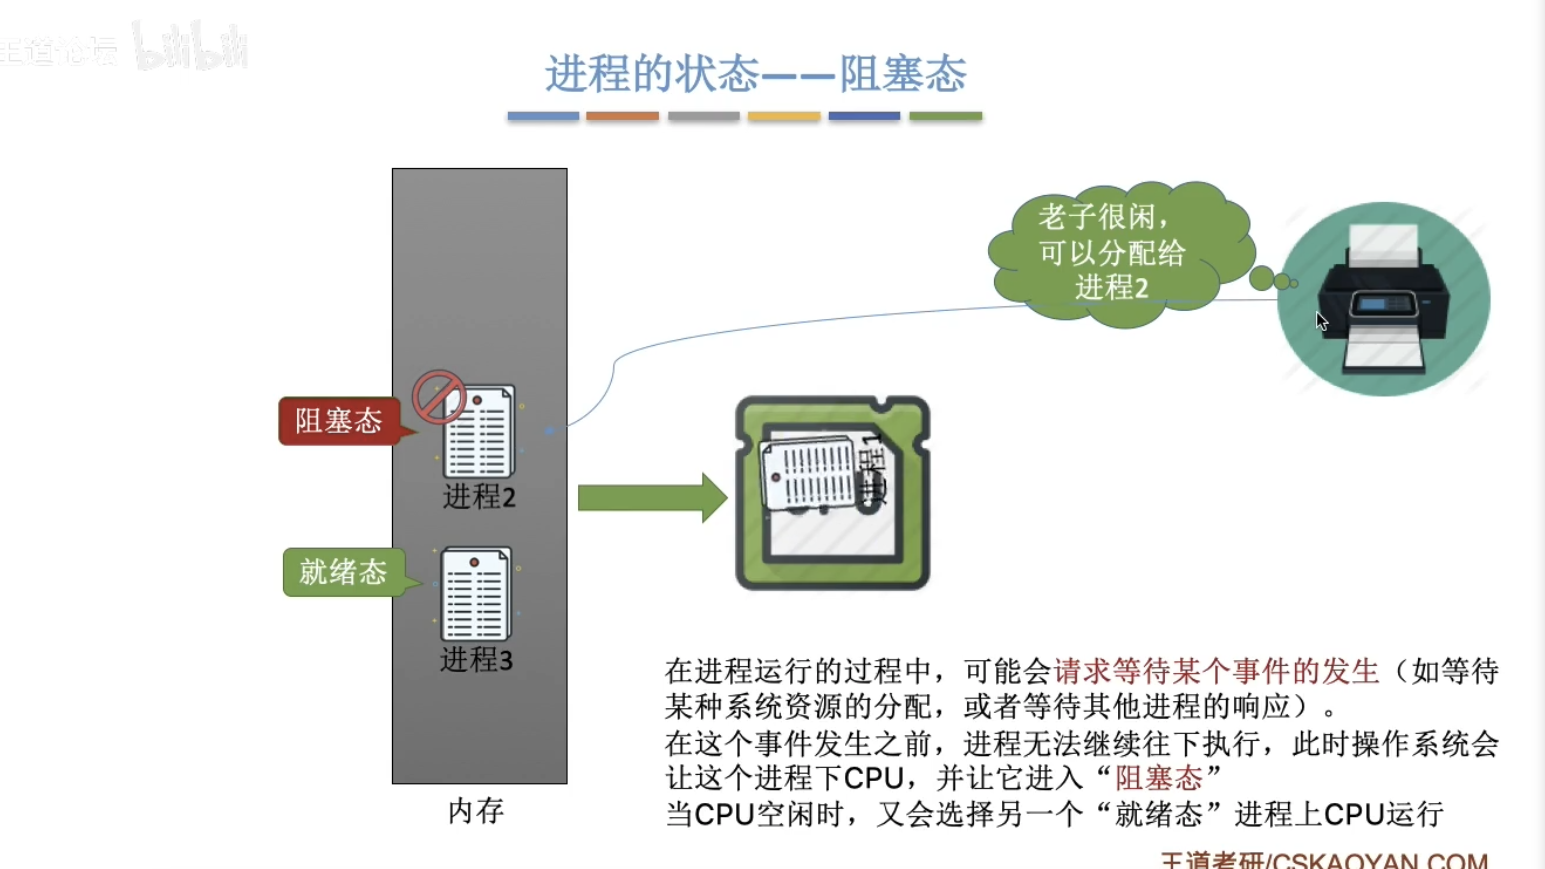 王道论坛 bilibili
进程的状态——阻塞态
老子很闲，
可以分配给
进程2
阻塞态
进程2
进程1
就绪态
进程3
在进程运行的过程中，可能会请求等待某个事件的发生（如等待
某种系统资源的分配，或者等待其他进程的响应）。
在这个事件发生之前，进程无法继续往下执行，此时操作系统会
让这个进程下CPU，并让它进入“阻塞态”
当CPU空闲时，又会选择另一个“就绪态”进程上CPU运行
内存
王道考研/CSKAOYAN.COM